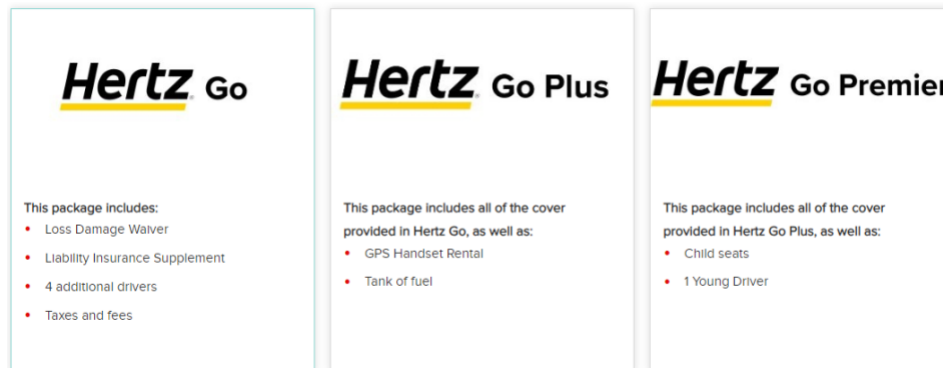 Hertz Go
This package includes:
Loss Damage Waiver
Liability Insurance Supplement
4 additional drivers
Taxes and fees
Hertz Go Plus
This package includes all of the cover
provided in Hertz Go, as well as:
GPS Handset Rental
Tank of fuel
Hertz Go Premier
This package includes all of the cover
provided in Hertz Go Plus, as well as:
Child seats
1 Young Driver